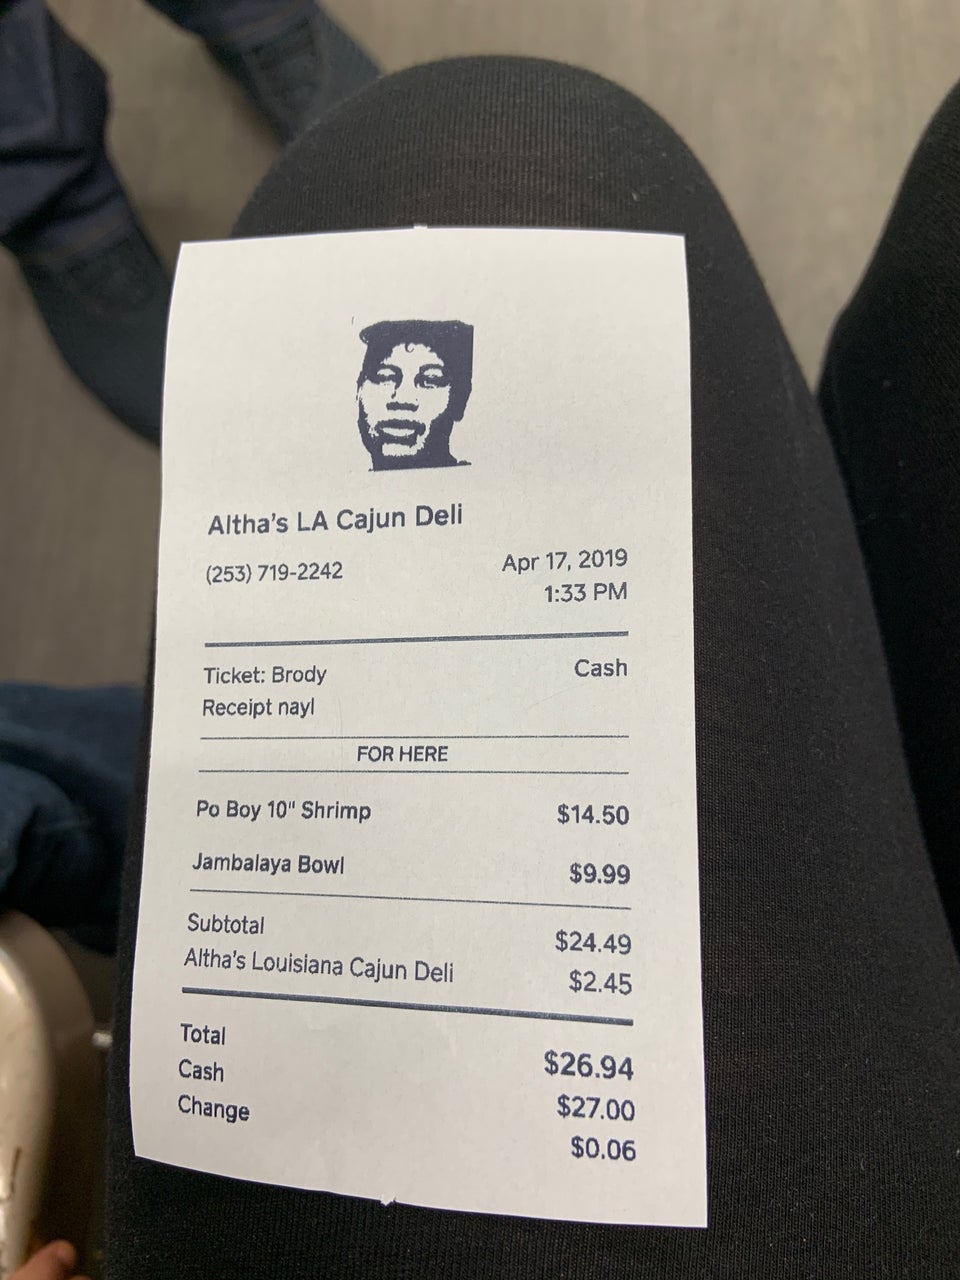 Altha's LA Cajun Deli
(253) 719-2242 Apr 17, 2019
1:33 PM
Ticket: Brody Cash
Receipt nayl
FOR HERE
Po Boy 10" Shrimp $14.50
Jambalaya Bowl $9.99
Subtotal $24.49
Altha's Louisiana Cajun Deli $2.45
Total $26.94
Cash $27.00
Change $0.06